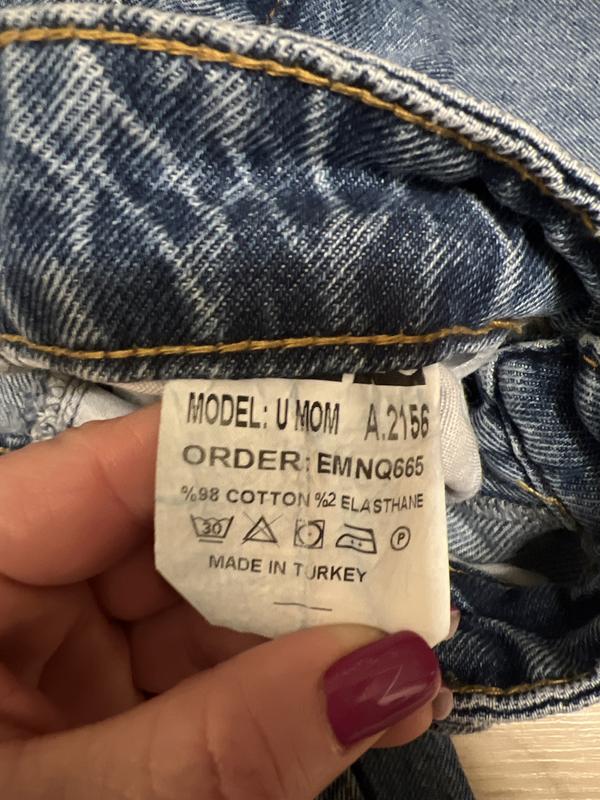 MODEL: U MOM A.2156
ORDER: EMNQ665
%98 COTTON %2 ELASTHANE
30 P
MADE IN TURKEY